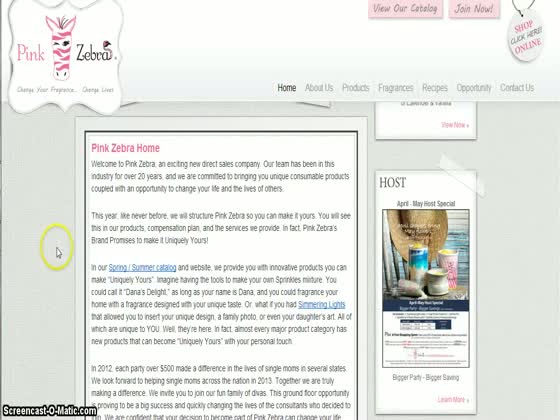 View Our Catalog
Join Now!
SHOP
CLICK HERE!
ONLINE
Pink Zebra
Change Your Fragrance... Change Lives
Home About Us Products Fragrances Recipes Opportunity Contact Us
of Lavender & Vanilla
View Now »
Pink Zebra Home
Welcome to Pink Zebra, an exciting new direct sales company. Our team has been in this
industry for over 20 years, and we are committed to bringing you unique consumable products
coupled with an opportunity to change your life and the lives of others.
This year, like never before, we will structure Pink Zebra so you can make it yours. You will see
this in our products, compensation plan, and the services we provide. In fact, Pink Zebra's
Brand Promises to make it Uniquely Yours!
In our Spring / Summer catalog and website, we provide you with innovative products you can
make "Uniquely Yours". Imagine having the tools to make your own Sprinkles mixture. You
could call it "Dana's Delight," as long as your name is Dana, and you could fragrance your
home with a fragrance designed with your unique taste. Or, what if you had Simmering Lights
that allowed you to insert your unique design, a family photo, or even your daughter's art. All
of which are unique to YOU. Well, they're here. In fact, almost every major product category has
new products that can become "Uniquely Yours" with your personal touch.
In 2012, each party over $500 made a difference in the lives of single moms in several states.
We look forward to helping single moms across the nation in 2013. Together we are truly
making a difference. We invite you to join our fun family of divas. This ground floor opportunity
is proving to be a big success and quickly changing the lives of the consultants who decided to
join. We are confident that your decision to become part of Pink Zebra can change your life
HOST
April - May Host Special
April-May Host Special
Bigger Party - Bigger Savings
Bigger Party - Bigger Saving
Learn More »
Screencast-O-Matic.com